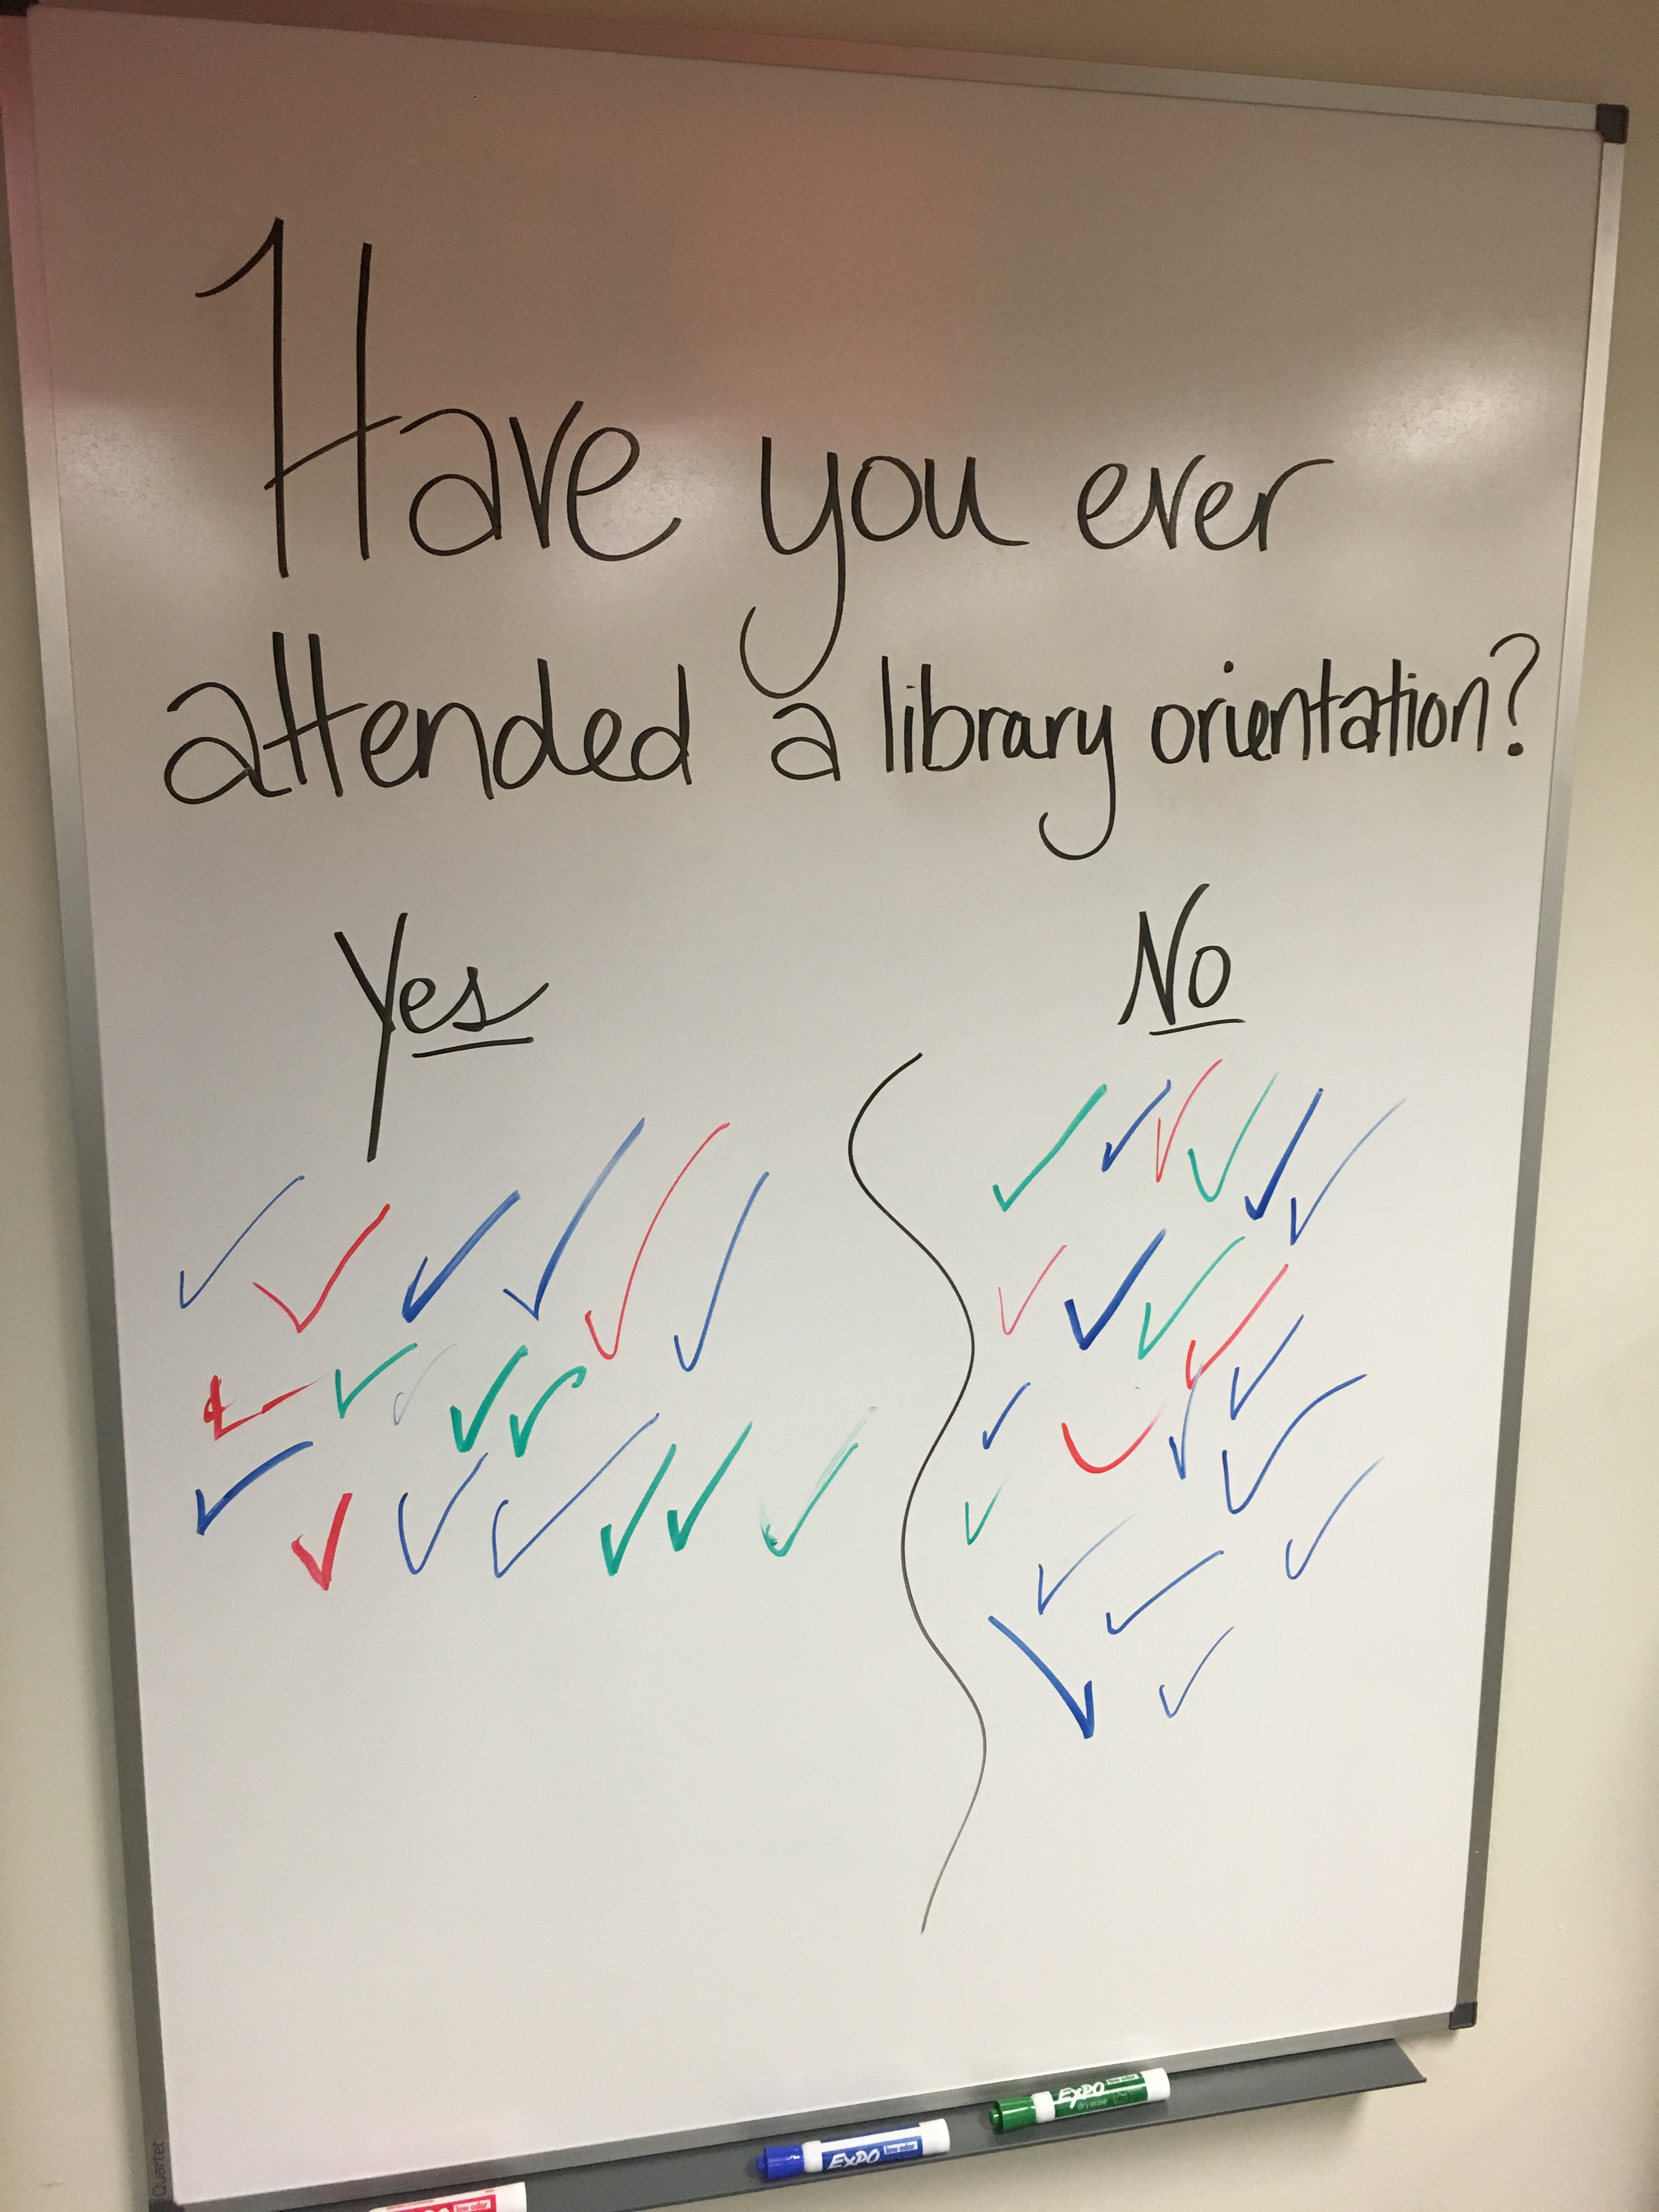 Have you ever
attended a library orientation?
Yes
No
Quartet
EXPO low odor
dry erase
EXPO low odor
low odor